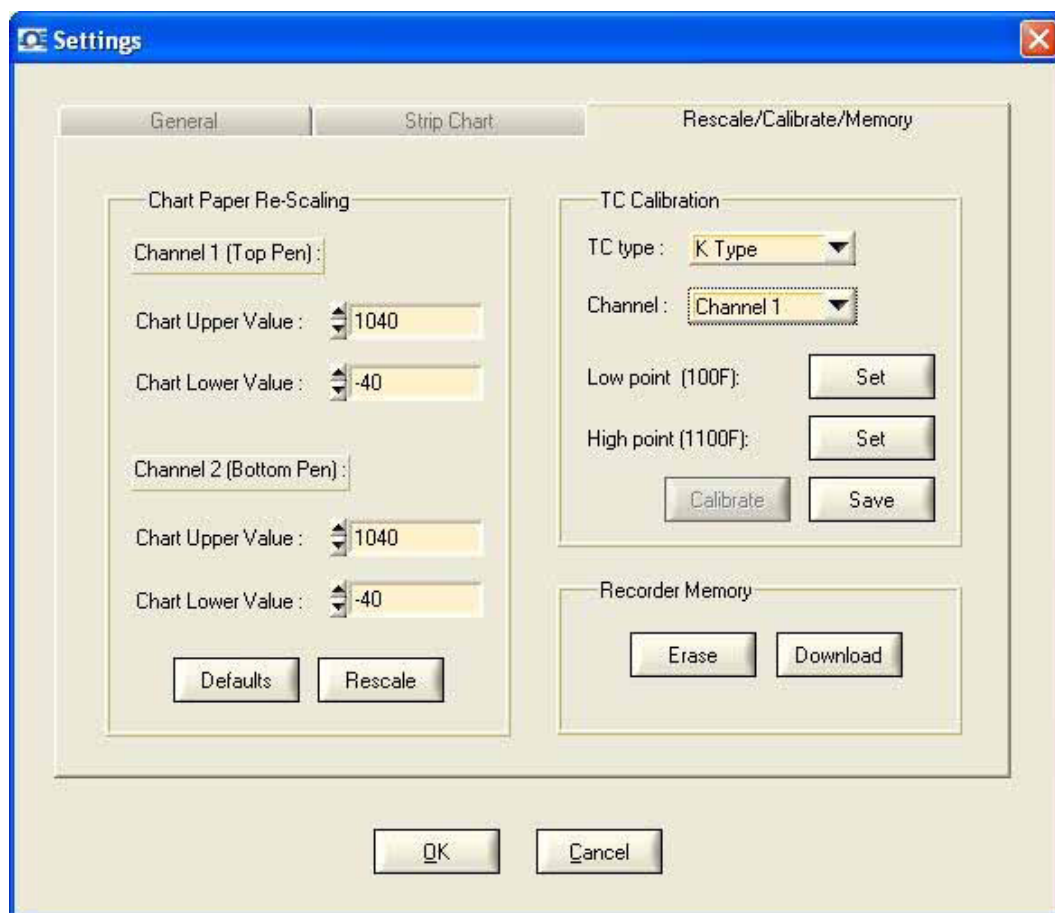 Settings
General
Strip Chart
Rescale/Calibrate/Memory
Chart Paper Re-Scaling
Channel 1 (Top Pen) :
Chart Upper Value :
1040
Chart Lower Value :
-40
Channel 2 (Bottom Pen) :
Chart Upper Value :
1040
Chart Lower Value :
-40
Defaults
Rescale
TC Calibration
TC type :
K Type
Channel :
Channel 1
Low point (100F):
Set
High point (1100F):
Set
Calibrate
Save
Recorder Memory
Erase
Download
OK
Cancel